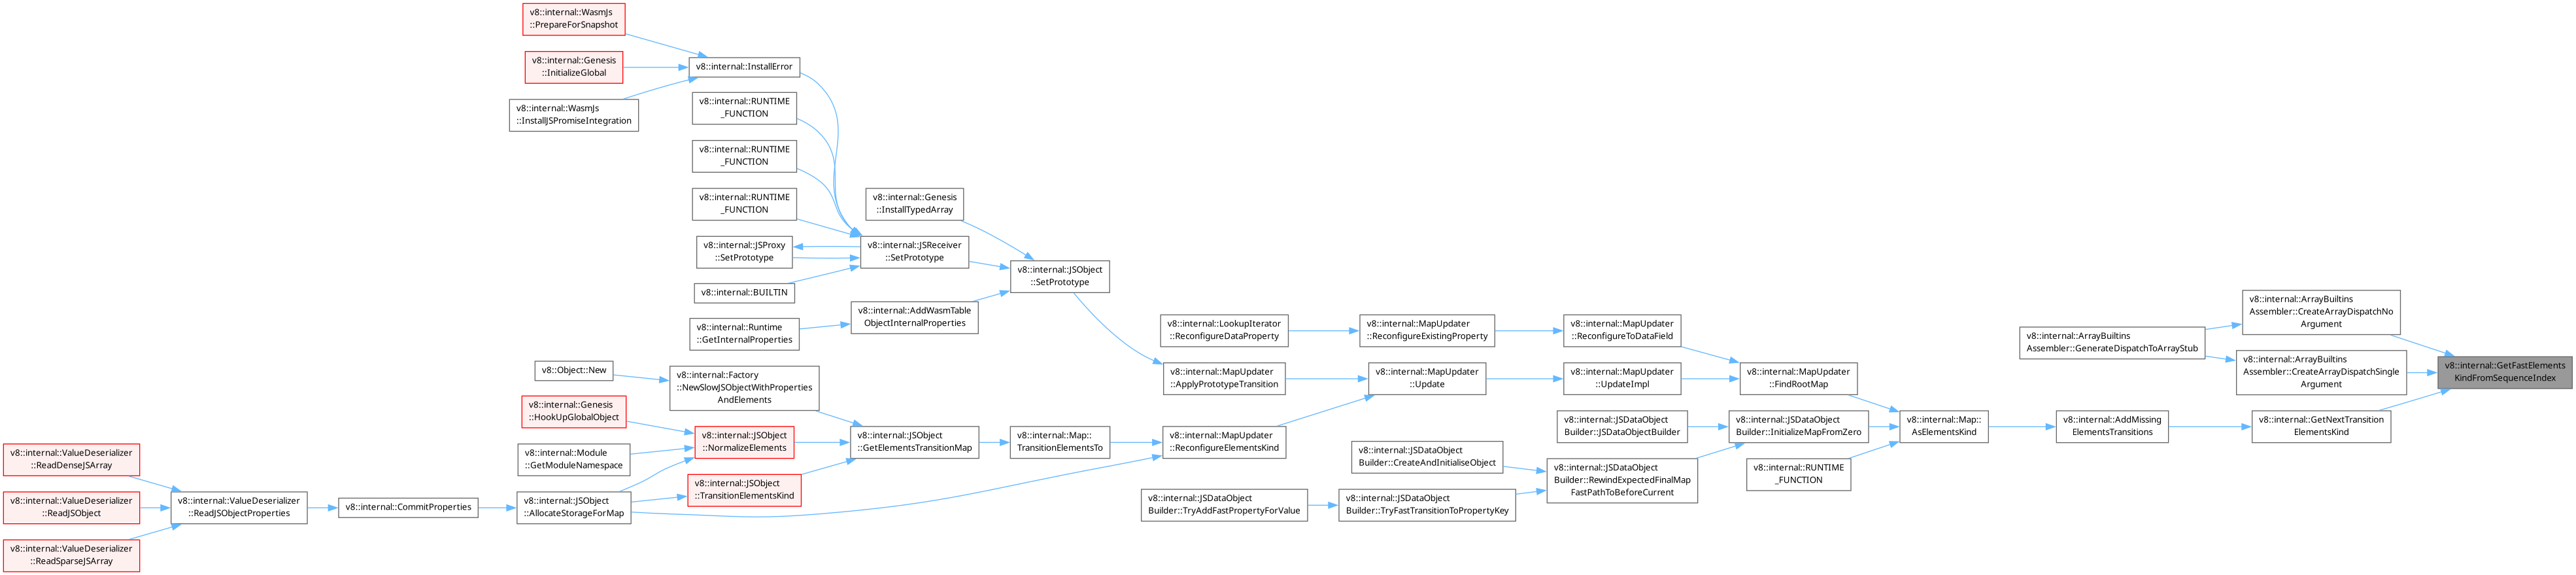 v8::internal::WasmJs
::PrepareForSnapshot
v8::internal::Genesis
::InitializeGlobal
v8::internal::WasmJs
::InstallJSPromiseIntegration
v8::internal::InstallError
v8::internal::RUNTIME
_FUNCTION
v8::internal::RUNTIME
_FUNCTION
v8::internal::RUNTIME
_FUNCTION
v8::internal::JSProxy
::SetPrototype
v8::internal::BUILTIN
v8::internal::Genesis
::InstallTypedArray
v8::internal::JSReceiver
::SetPrototype
v8::internal::JSObject
::SetPrototype
v8::internal::AddWasmTable
ObjectInternalProperties
v8::internal::Runtime
::GetInternalProperties
v8::Object::New
v8::internal::Factory
::NewSlowJSObjectWithProperties
AndElements
v8::internal::Genesis
::HookUpGlobalObject
v8::internal::JSObject
::NormalizeElements
v8::internal::Module
::GetModuleNamespace
v8::internal::JSObject
::TransitionElementsKind
v8::internal::JSObject
::AllocateStorageForMap
v8::internal::CommitProperties
v8::internal::ValueDeserializer
::ReadJSObjectProperties
v8::internal::ValueDeserializer
::ReadDenseJSArray
v8::internal::ValueDeserializer
::ReadJSObject
v8::internal::ValueDeserializer
::ReadSparseJSArray
v8::internal::JSObject
::GetElementsTransitionMap
v8::internal::Map::
TransitionElementsTo
v8::internal::LookupIterator
::ReconfigureDataProperty
v8::internal::MapUpdater
::ApplyPrototypeTransition
v8::internal::MapUpdater
::ReconfigureElementsKind
v8::internal::MapUpdater
::ReconfigureExistingProperty
v8::internal::MapUpdater
::Update
v8::internal::MapUpdater
::ReconfigureToDataField
v8::internal::MapUpdater
::UpdateImpl
v8::internal::MapUpdater
::FindRootMap
v8::internal::JSDataObject
Builder::JSDataObjectBuilder
v8::internal::JSDataObject
Builder::InitializeMapFromZero
v8::internal::JSDataObject
Builder::CreateAndInitialiseObject
v8::internal::JSDataObject
Builder::RewindExpectedFinalMap
FastPathToBeforeCurrent
v8::internal::RUNTIME
_FUNCTION
v8::internal::JSDataObject
Builder::TryAddFastPropertyForValue
v8::internal::JSDataObject
Builder::TryFastTransitionToPropertyKey
v8::internal::Map::
AsElementsKind
v8::internal::AddMissing
ElementsTransitions
v8::internal::GetNextTransition
ElementsKind
v8::internal::ArrayBuiltins
Assembler::GenerateDispatchToArrayStub
v8::internal::ArrayBuiltins
Assembler::CreateArrayDispatchNo
Argument
v8::internal::ArrayBuiltins
Assembler::CreateArrayDispatchSingle
Argument
v8::internal::GetFastElements
KindFromSequenceIndex